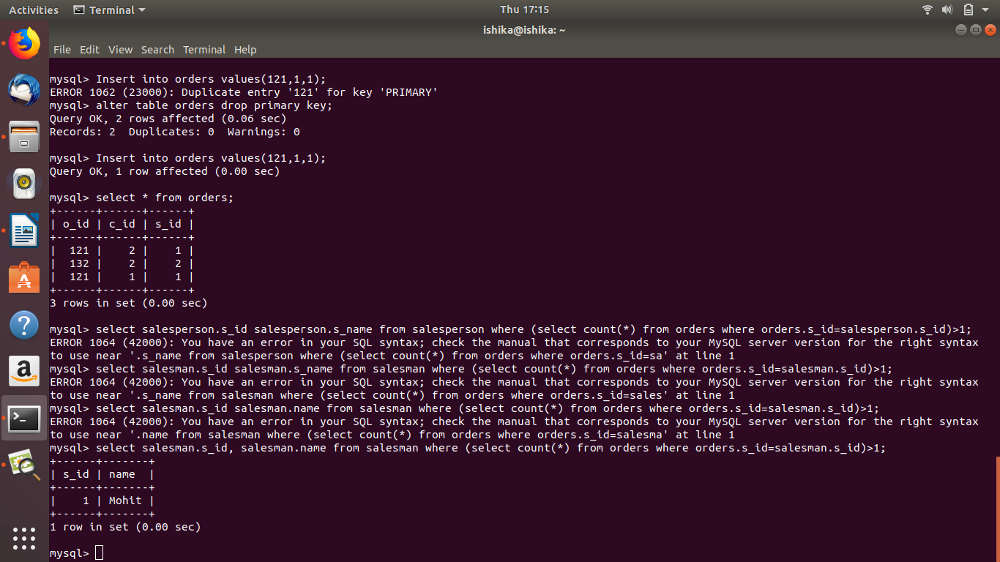 Activities Terminal Thu 17:15
ishika@ishika: ~
File Edit View Search Terminal Help
mysql> Insert into orders values(121,1,1);
ERROR 1062 (23000): Duplicate entry '121' for key 'PRIMARY'
mysql> alter table orders drop primary key;
Query OK, 2 rows affected (0.06 sec)
Records: 2  Duplicates: 0  Warnings: 0
mysql> Insert into orders values(121,1,1);
Query OK, 1 row affected (0.00 sec)
mysql> select * from orders;
+------+------+------+
| o_id | c_id | s_id |
+------+------+------+
|  121 |    2 |    1 |
|  132 |    2 |    2 |
|  121 |    1 |    1 |
+------+------+------+
3 rows in set (0.00 sec)
mysql> select salesperson.s_id salesperson.s_name from salesperson where (select count(*) from orders where orders.s_id=salesperson.s_id)>1;
ERROR 1064 (42000): You have an error in your SQL syntax; check the manual that corresponds to your MySQL server version for the right syntax
to use near '.s_name from salesperson where (select count(*) from orders where orders.s_id=sa' at line 1
mysql> select salesman.s_id salesman.s_name from salesman where (select count(*) from orders where orders.s_id=salesman.s_id)>1;
ERROR 1064 (42000): You have an error in your SQL syntax; check the manual that corresponds to your MySQL server version for the right syntax
to use near '.s_name from salesman where (select count(*) from orders where orders.s_id=sales' at line 1
mysql> select salesman.s_id salesman.name from salesman where (select count(*) from orders where orders.s_id=salesman.s_id)>1;
ERROR 1064 (42000): You have an error in your SQL syntax; check the manual that corresponds to your MySQL server version for the right syntax
to use near '.name from salesman where (select count(*) from orders where orders.s_id=salesma' at line 1
mysql> select salesman.s_id, salesman.name from salesman where (select count(*) from orders where orders.s_id=salesman.s_id)>1;
+------+-------+
| s_id | name  |
+------+-------+
|    1 | Mohit |
+------+-------+
1 row in set (0.00 sec)
mysql>